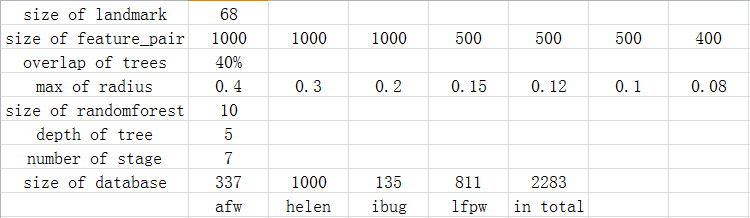 size of landmark 68
size of feature_pair 1000 1000 1000 500 500 500 400
overlap of trees 40%
max of radius 0.4 0.3 0.2 0.15 0.12 0.1 0.08
size of randomforest 10
depth of tree 5
number of stage 7
size of database 337 1000 135 811 2283
afw helen ibug lfpw in total